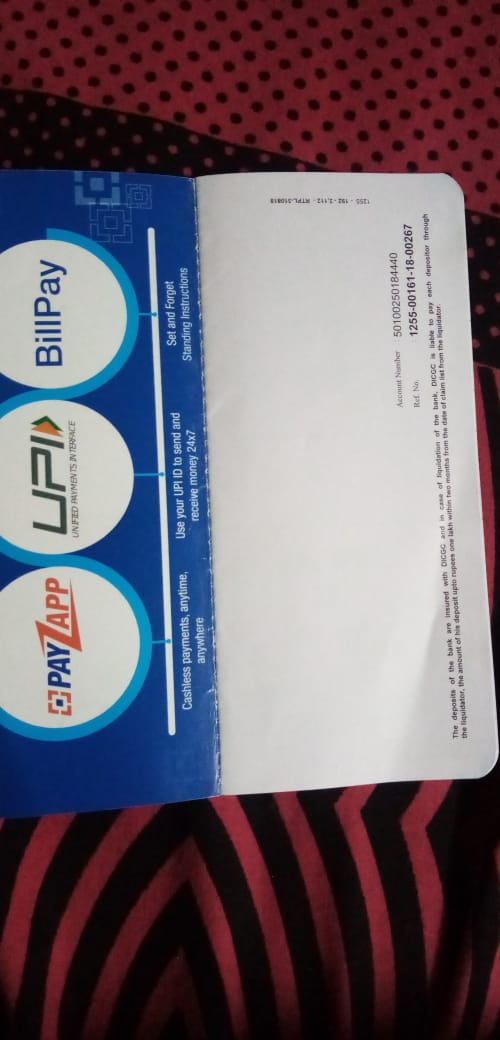 PAYZAPP
Cashless payments, anytime,
anywhere
UPI
UNIFIED PAYMENTS INTERFACE
Use your UPI ID to send and
receive money 24x7
BillPay
Set and Forget
Standing Instructions
1255 - 192 - 2,112 - RTPL-310818
Account Number : 50100250184440
Ref. No. : 1255-00161-18-00267
The deposits of the bank are insured with DICGC and in case of liquidation of the bank, DICGC is liable to pay each depositor through
the liquidator, the amount of his deposit upto rupees one lakh within two months from the date of claim list from the liquidator.